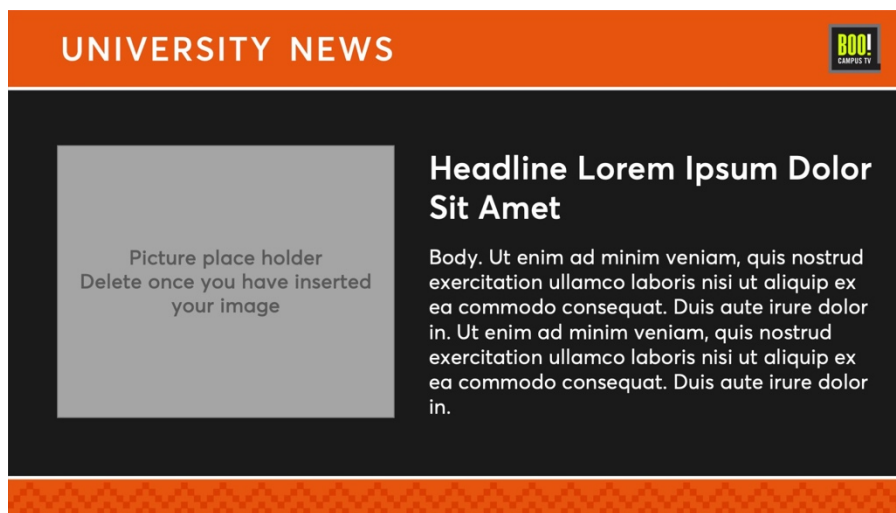 UNIVERSITY NEWS
BOO!
CAMPUS TV
Picture place holder
Delete once you have inserted
your image
Headline Lorem Ipsum Dolor
Sit Amet
Body. Ut enim ad minim veniam, quis nostrud
exercitation ullamco laboris nisi ut aliquip ex
ea commodo consequat. Duis aute irure dolor
in. Ut enim ad minim veniam, quis nostrud
exercitation ullamco laboris nisi ut aliquip ex
ea commodo consequat. Duis aute irure dolor
in.